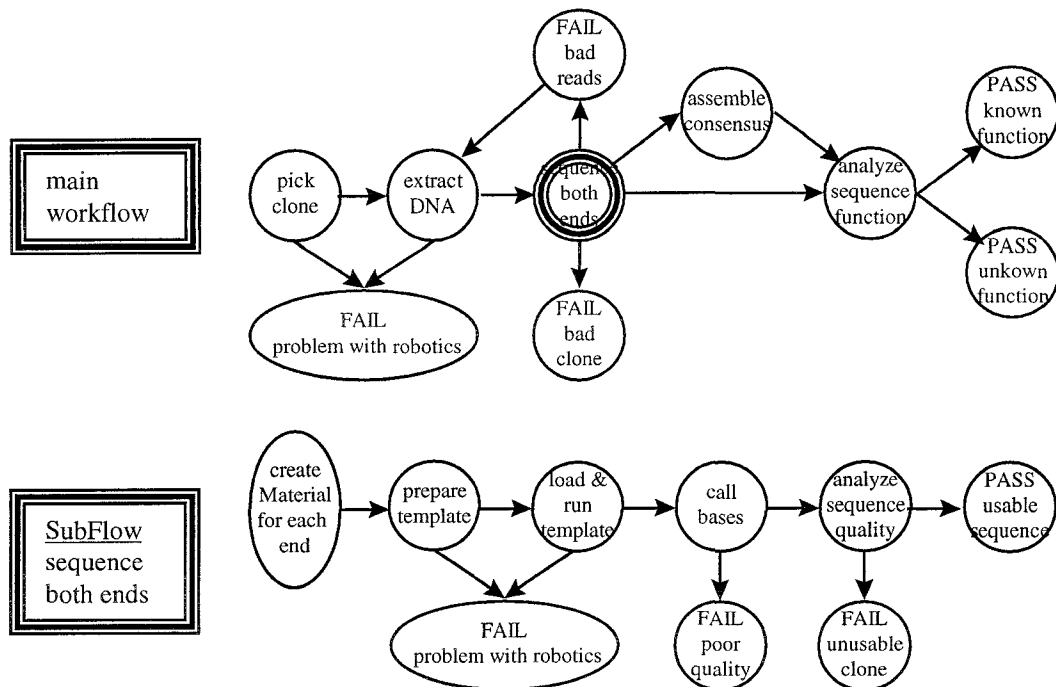 main
workflow
pick
clone
extract
DNA
FAIL
bad
reads
sequence
both
ends
FAIL
bad
clone
FAIL
problem with robotics
assemble
consensus
analyze
sequence
function
PASS
known
function
PASS
unkown
function
SubFlow
sequence
both ends
create
Material
for each
end
prepare
template
load &
run
template
FAIL
problem with robotics
call
bases
FAIL
poor
quality
analyze
sequence
quality
FAIL
unusable
clone
PASS
usable
sequence